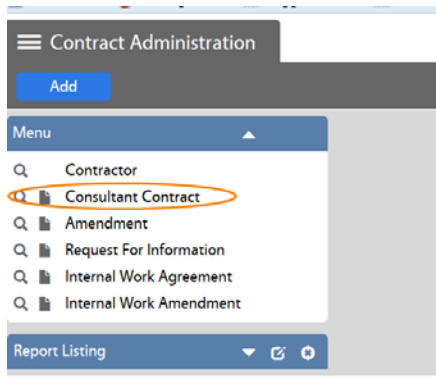 Contract Administration
Add
Menu
Contractor
Consultant Contract
Amendment
Request For Information
Internal Work Agreement
Internal Work Amendment
Report Listing